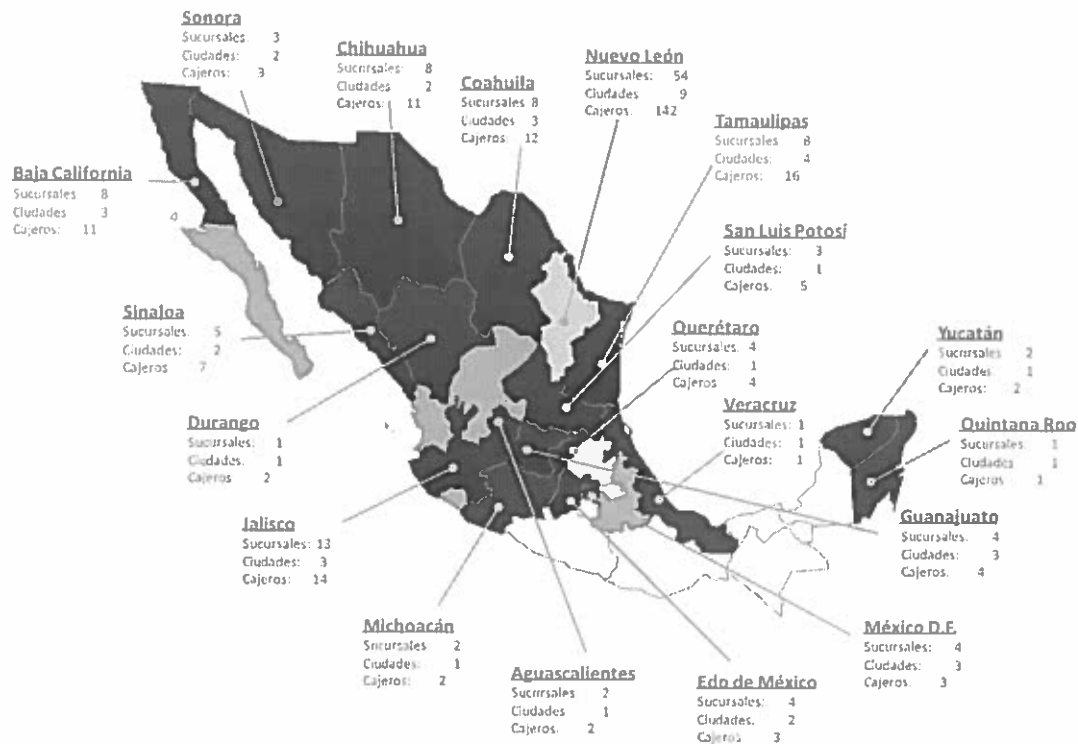 Sonora
Sucursales. 3
Ciudades: 2
Cajeros: 3
Chihuahua
Sucursales: 8
Ciudades 2
Cajeros: 11
Coahuila
Sucursales 8
Ciudades: 3
Cajeros: 12
Nuevo León
Sucursales: 54
Ciudades 9
Cajeros. 142
Tamaulipas
Sucursales 8
Ciudades: 4
Cajeros: 16
Baja California
Sucursales 8
Ciudades: 3
Cajeros: 11
San Luis Potosí
Sucursales: 3
Ciudades: 1
Cajeros. 5
Sinaloa
Sucursales. 5
Ciudades: 2
Cajeros 7
Querétaro
Sucursales. 4
Ciudades: 1
Cajeros 4
Yucatán
Sucursales 2
Ciudades: 1
Cajeros: 2
Durango
Sucursales: 1
Ciudades. 1
Cajeros 2
Veracruz
Sucursales: 1
Ciudades: 1
Cajeros: 1
Quintana Roo
Sucursales: 1
Ciudades 1
Cajeros: 1
Jalisco
Sucursales: 13
Ciudades: 3
Cajeros: 14
Guanajuato
Sucursales: 4
Ciudades: 3
Cajeros. 4
Michoacán
Sucursales 2
Ciudades: 1
Cajeros: 2
Aguascalientes
Sucursales 2
Ciudades 1
Cajeros. 2
Edo de México
Sucursales: 4
Ciudades. 2
Cajeros 3
México D.F.
Sucursales: 4
Ciudades: 3
Cajeros. 3